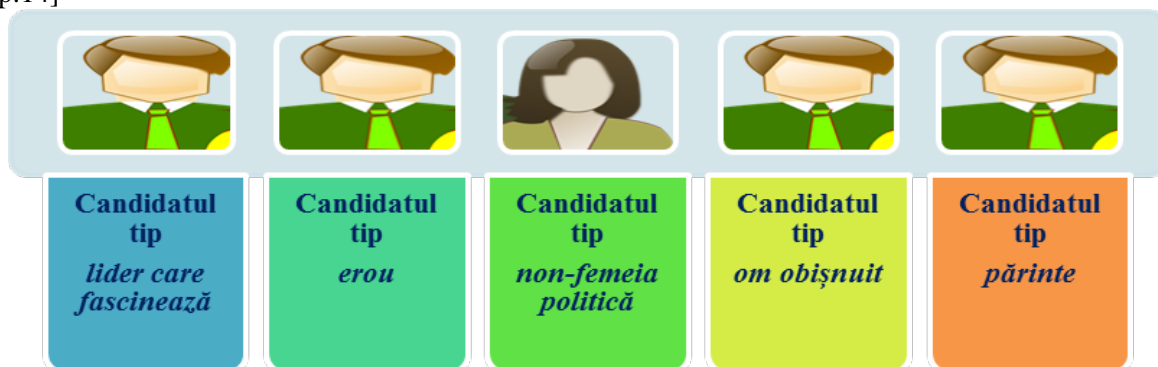 p.14]
Candidatul
tip
lider care
fascinează
Candidatul
tip
erou
Candidatul
tip
non-femeia
politică
Candidatul
tip
om obișnuit
Candidatul
tip
părinte